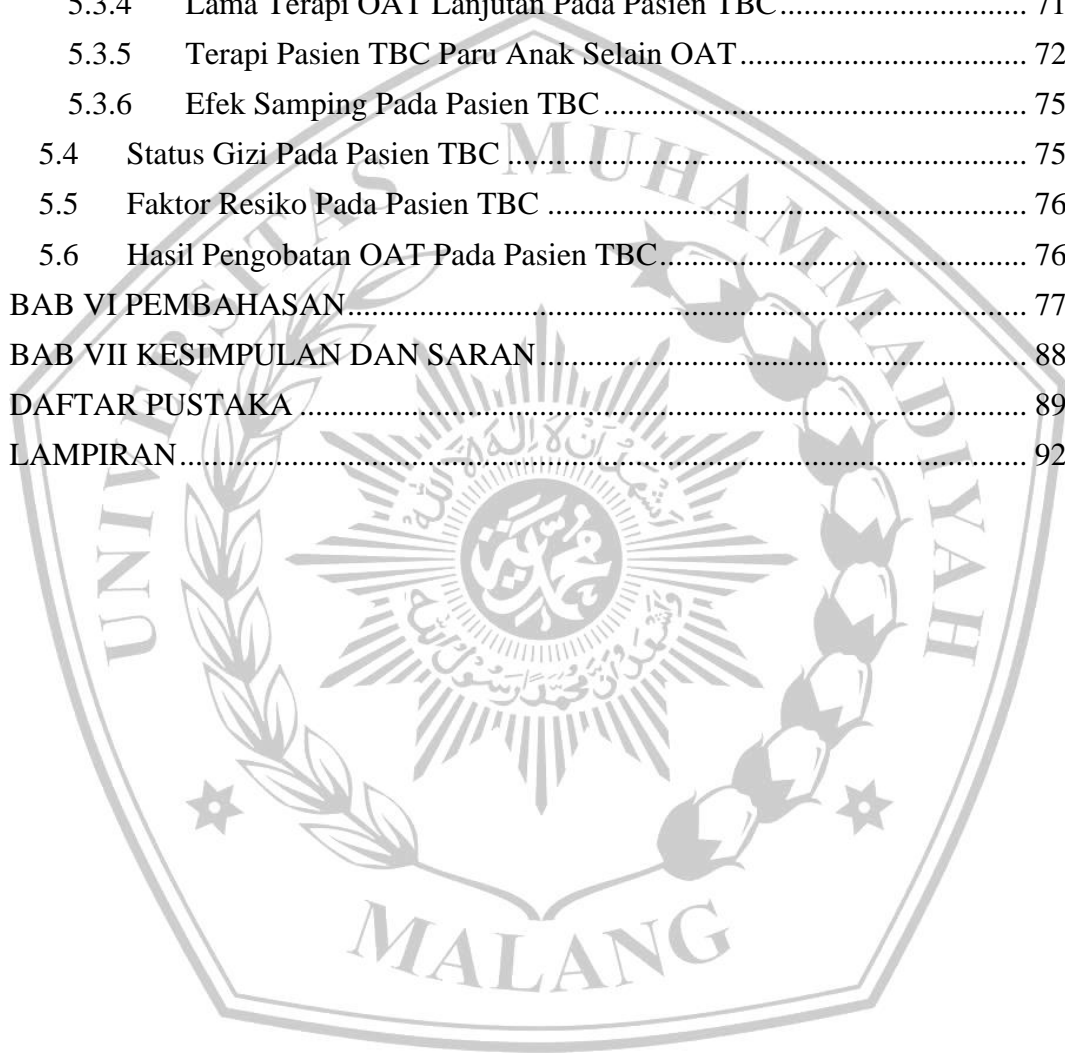 5.3.4 Lama Terapi OAT Lanjutan Pada Pasien TBC............................... 71
5.3.5 Terapi Pasien TBC Paru Anak Selain OAT.................................... 72
5.3.6 Efek Samping Pada Pasien TBC..................................................... 75
5.4 Status Gizi Pada Pasien TBC ................................................................. 75
5.5 Faktor Resiko Pada Pasien TBC ............................................................ 76
5.6 Hasil Pengobatan OAT Pada Pasien TBC.............................................. 76
BAB VI PEMBAHASAN..................................................................................... 77
BAB VII KESIMPULAN DAN SARAN............................................................. 88
DAFTAR PUSTAKA .......................................................................................... 89
LAMPIRAN......................................................................................................... 92
UNIVERSITAS MUHAMMADIYAH
MALANG